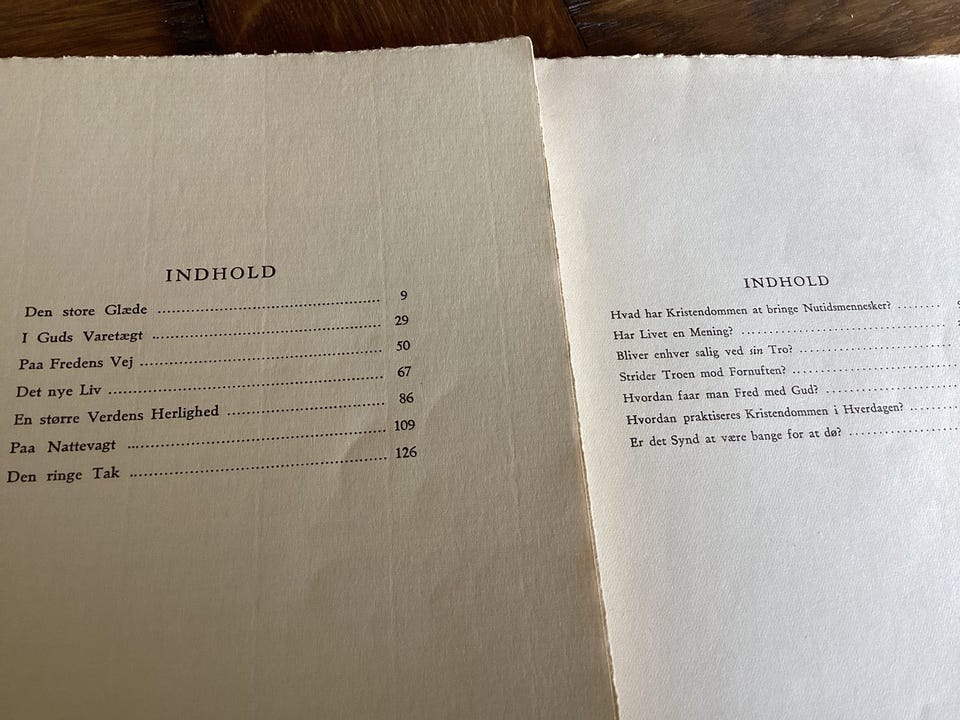 INDHOLD
Den store Glæde ........................................ 9
I Guds Varetægt ........................................ 29
Paa Fredens Vej ........................................ 50
Det nye Liv ........................................ 67
En større Verdens Herlighed ........................ 86
Paa Nattevagt ........................................ 109
Den ringe Tak ........................................ 126
INDHOLD
Hvad har Kristendommen at bringe Nutidsmennesker? ........
Har Livet en Mening? ........................................
Bliver enhver salig ved sin Tro? ..............................
Strider Troen mod Fornuften? ..............................
Hvordan faar man Fred med Gud? ........................
Hvordan praktiseres Kristendommen i Hverdagen? ........
Er det Synd at være bange for at dø? ....................